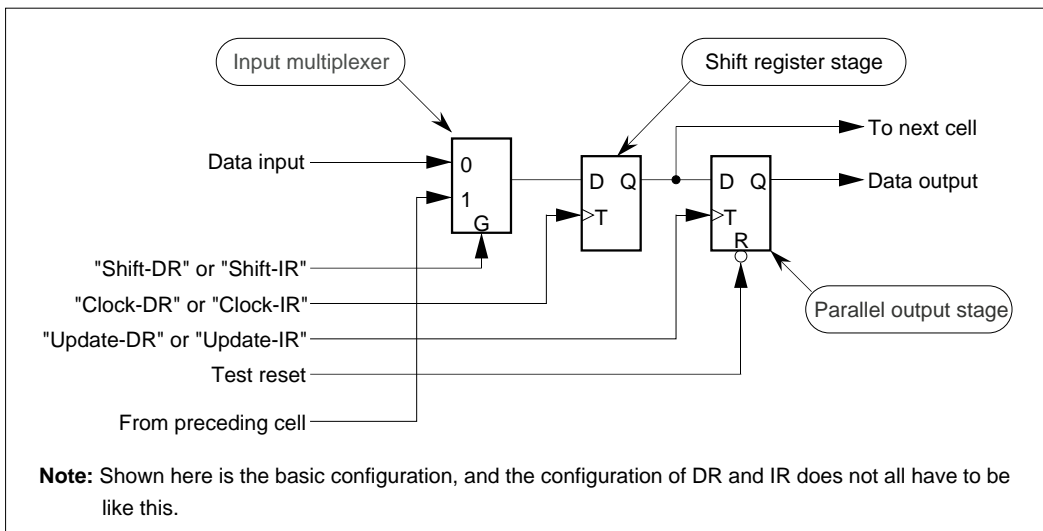 Input multiplexer
Shift register stage
To next cell
Data input
0
1
G
D Q
T
D Q
T
R
Data output
"Shift-DR" or "Shift-IR"
"Clock-DR" or "Clock-IR"
"Update-DR" or "Update-IR"
Parallel output stage
Test reset
From preceding cell
Note: Shown here is the basic configuration, and the configuration of DR and IR does not all have to be
like this.